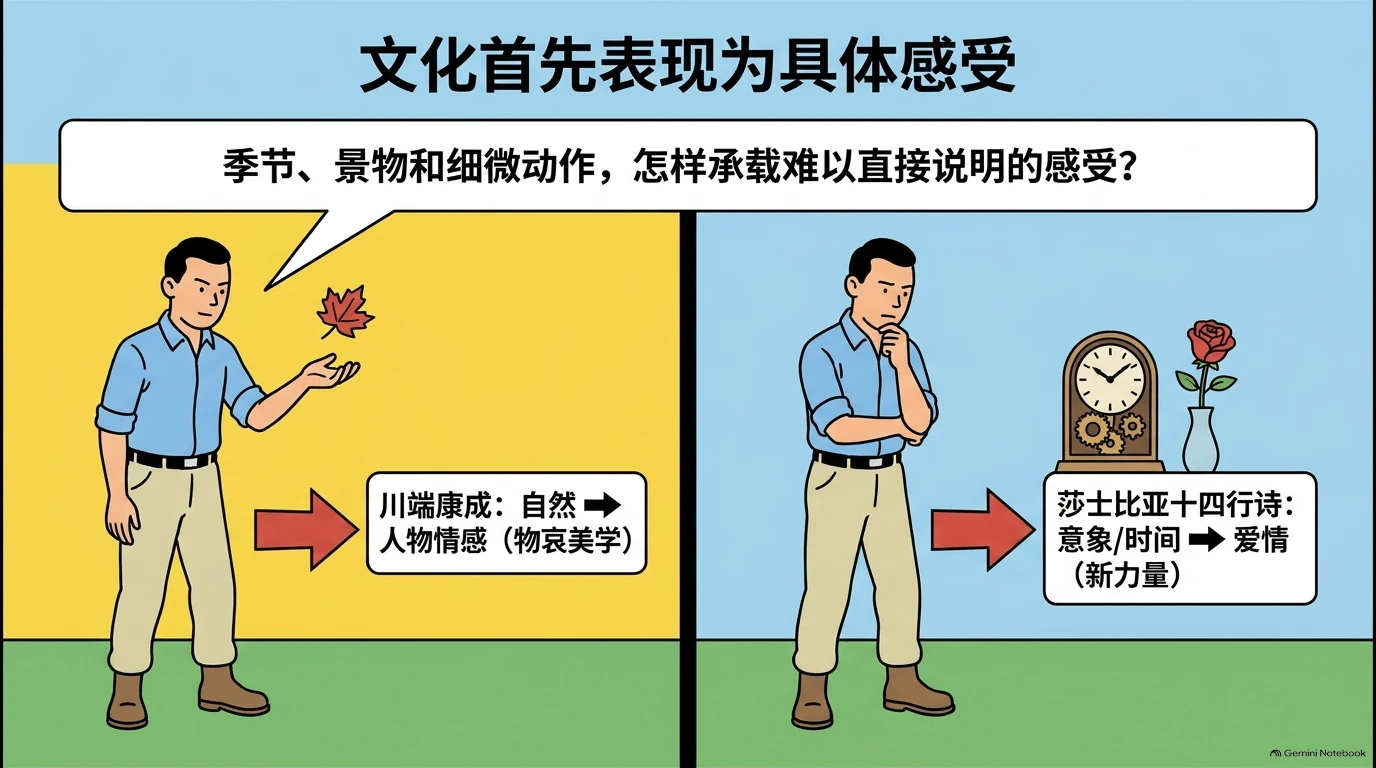 文化首先表现为具体感受
季节、景物和细微动作，怎样承载难以直接说明的感受？
川端康成：自然 ➡
人物情感（物哀美学）
莎士比亚十四行诗：
意象/时间 ➡ 爱情
（新力量）
Gemini Notebook